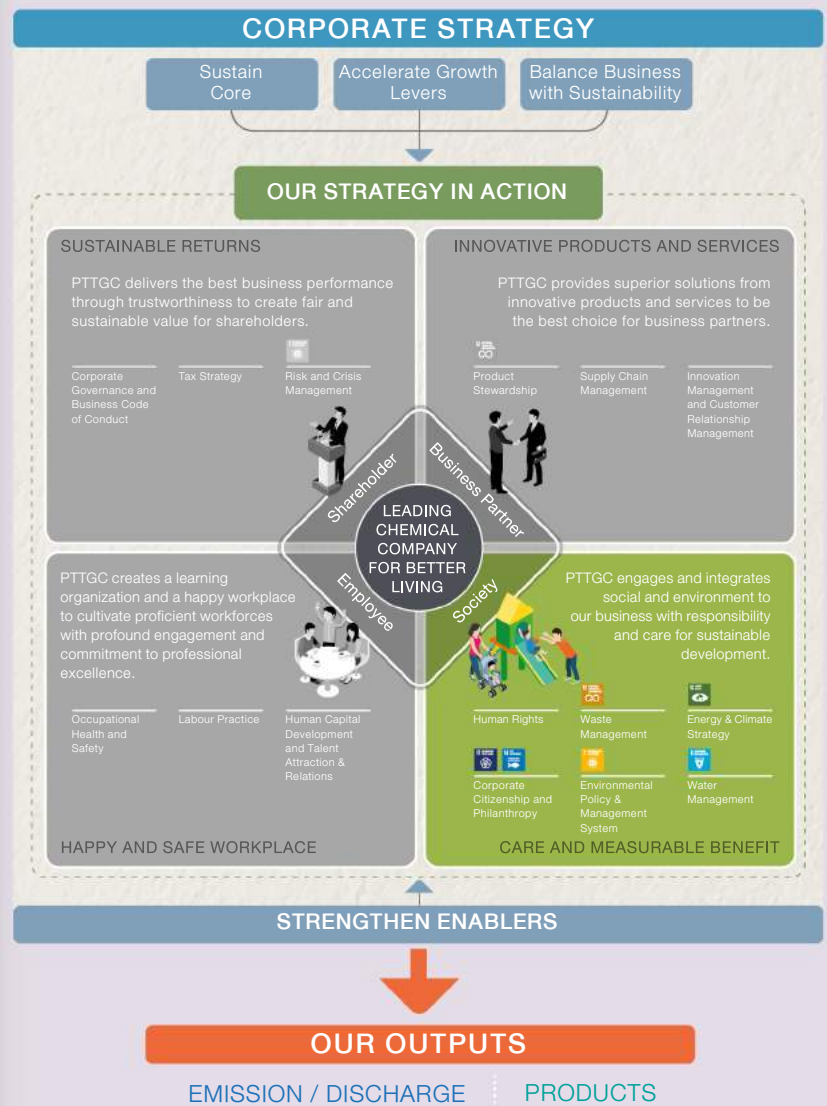 CORPORATE STRATEGY
Sustain
Core
Accelerate Growth
Levers
Balance Business
with Sustainability
OUR STRATEGY IN ACTION
SUSTAINABLE RETURNS
PTTGC delivers the best business performance
through trustworthiness to create fair and
sustainable value for shareholders.
Corporate
Governance and
Business Code
of Conduct
Tax Strategy
Risk and Crisis
Management
INNOVATIVE PRODUCTS AND SERVICES
PTTGC provides superior solutions from
innovative products and services to be
the best choice for business partners.
Product
Stewardship
Supply Chain
Management
Innovation
Management
and Customer
Relationship
Management
Shareholder
Business Partner
LEADING
CHEMICAL
COMPANY
FOR BETTER
LIVING
Employee
Society
PTTGC creates a learning
organization and a happy workplace
to cultivate proficient workforces
with profound engagement and
commitment to professional
excellence.
Occupational
Health and
Safety
Labour Practice
Human Capital
Development
and Talent
Attraction &
Relations
HAPPY AND SAFE WORKPLACE
PTTGC engages and integrates
social and environment to
our business with responsibility
and care for sustainable
development.
Human Rights
Waste
Management
Energy & Climate
Strategy
Corporate
Citizenship and
Philanthropy
Environmental
Policy &
Management
System
Water
Management
CARE AND MEASURABLE BENEFIT
STRENGTHEN ENABLERS
OUR OUTPUTS
EMISSION / DISCHARGE
PRODUCTS